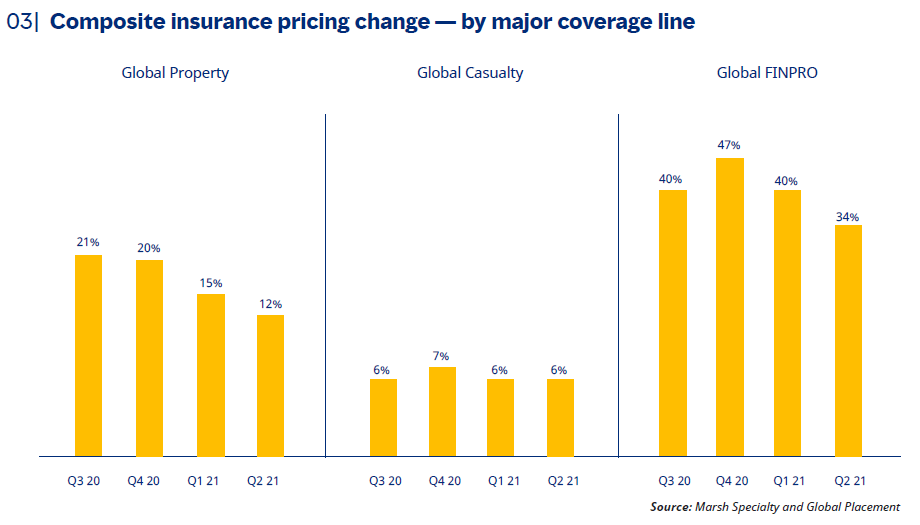 03| Composite insurance pricing change — by major coverage line
Global Property
Global Casualty
Global FINPRO
21%
20%
15%
12%
6%
7%
6%
6%
40%
47%
40%
34%
Q3 20
Q4 20
Q1 21
Q2 21
Q3 20
Q4 20
Q1 21
Q2 21
Q3 20
Q4 20
Q1 21
Q2 21
Source: Marsh Specialty and Global Placement